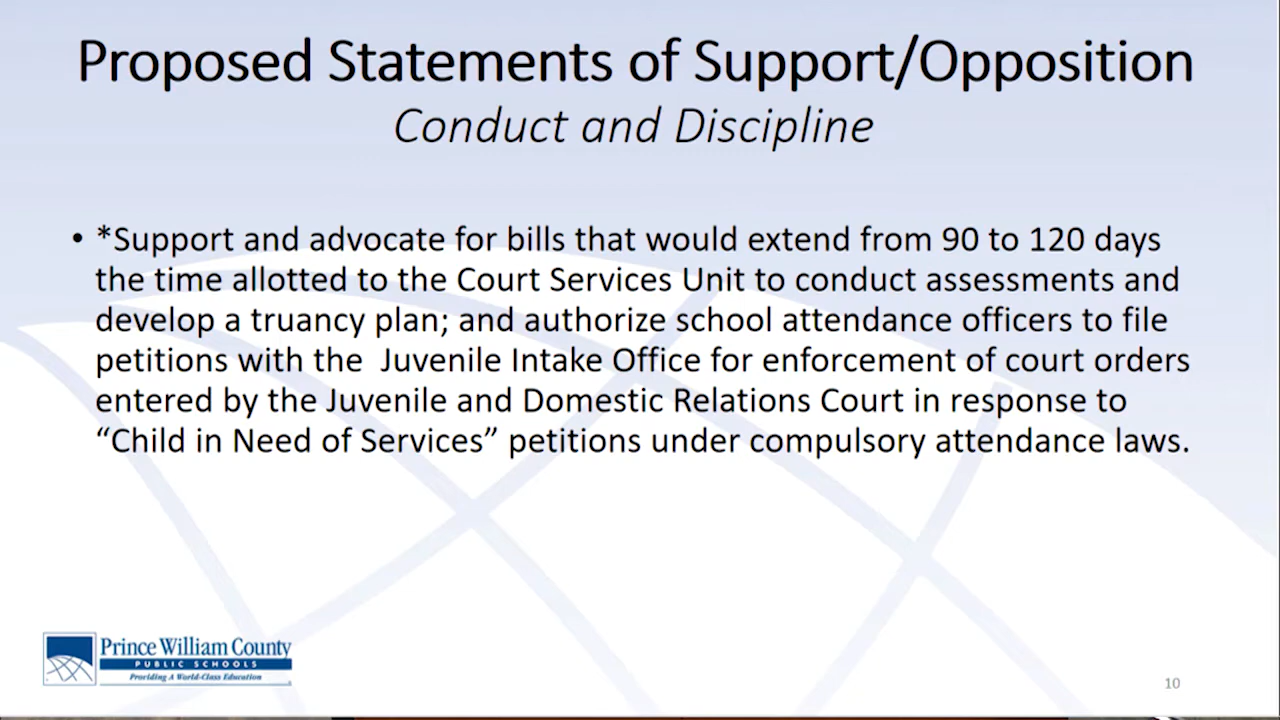 Proposed Statements of Support/Opposition
Conduct and Discipline
• *Support and advocate for bills that would extend from 90 to 120 days
the time allotted to the Court Services Unit to conduct assessments and
develop a truancy plan; and authorize school attendance officers to file
petitions with the Juvenile Intake Office for enforcement of court orders
entered by the Juvenile and Domestic Relations Court in response to
“Child in Need of Services” petitions under compulsory attendance laws.
Prince William County
PUBLIC SCHOOLS
Providing A World-Class Education
10